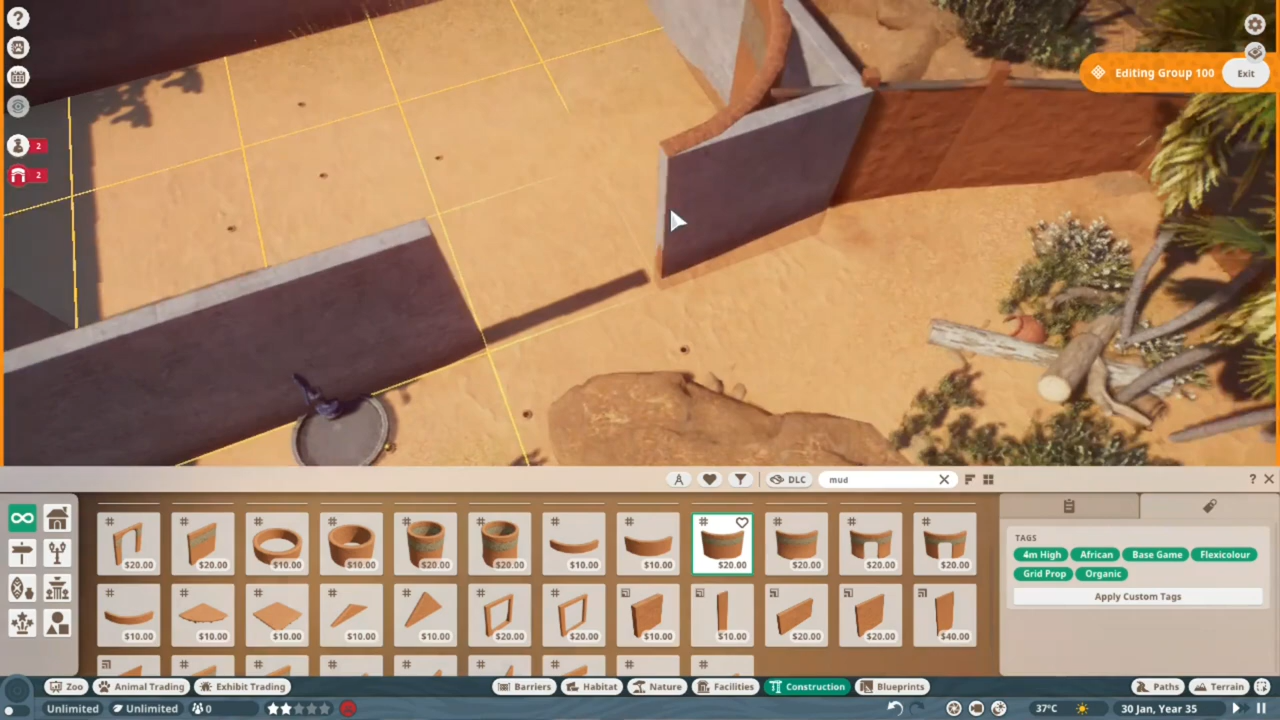 ?
Editing Group 100 Exit
2
2
DLC mud
?
# $20.00 # $20.00 # $10.00 # $10.00 # $20.00 # $20.00 # $10.00 # $10.00 # $20.00 # $20.00 # $20.00 # $20.00
# $10.00 # $10.00 # $10.00 # $10.00 # $10.00 # $20.00 # $20.00 $10.00 $10.00 $20.00 $20.00 $40.00
TAGS
4m High African Base Game Flexicolour
Grid Prop Organic
Apply Custom Tags
Zoo Animal Trading Exhibit Trading Barriers Habitat Nature Facilities Construction Blueprints Paths Terrain
Unlimited Unlimited 0 37°C 30 Jan, Year 35